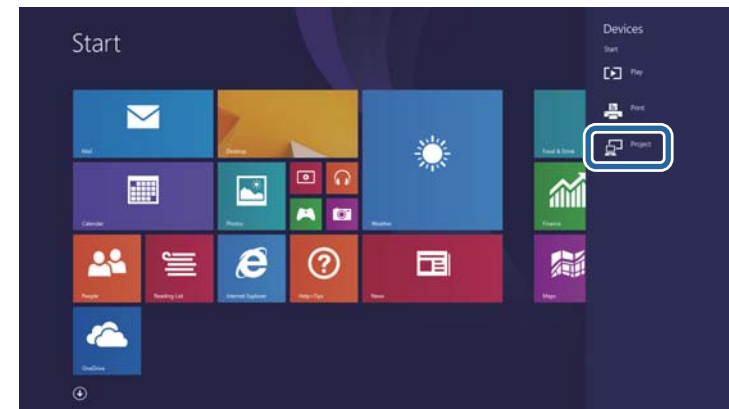 Start
Devices
Start
Play
Print
Project
Mail
Desktop
Food & Drink
Calendar
Photos
Weather
Finance
People
Reading List
Internet Explorer
Help+Tips
News
Maps
OneDrive